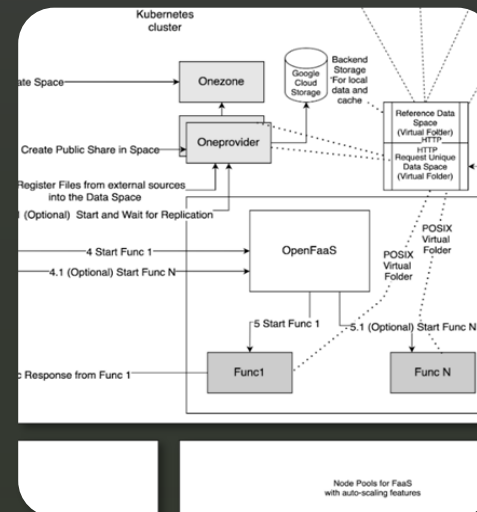 Kubernetes
cluster
ate Space
Onezone
Google
Cloud
Storage
Backend
Storage
For local
data and
cache
Create Public Share in Space
Oneprovider
Reference Data
Space
(Virtual Folder)
HTTP
HTTP
Request Unique
Data Space
(Virtual Folder)
Register Files from external sources
into the Data Space
(Optional) Start and Wait for Replication
4 Start Func 1
4.1 (Optional) Start Func N
OpenFaaS
POSIX
Virtual
Folder
POSIX
Virtual
Folder
5 Start Func 1
5.1 (Optional) Start Func N
Response from Func 1
Func1
Func N
Node Pools for FaaS
with auto-scaling features